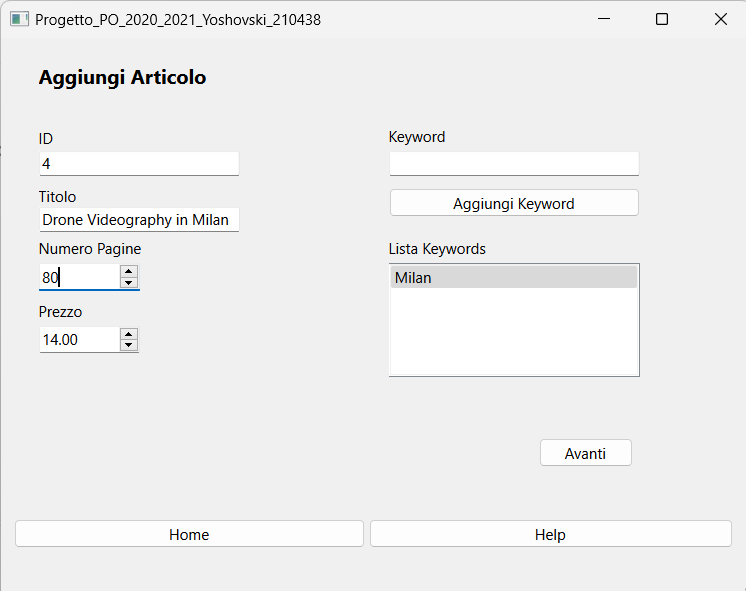 Progetto_PO_2020_2021_Yoshovski_210438
Aggiungi Articolo
ID
4
Titolo
Drone Videography in Milan
Numero Pagine
80
Prezzo
14.00
Keyword
Aggiungi Keyword
Lista Keywords
Milan
Avanti
Home
Help